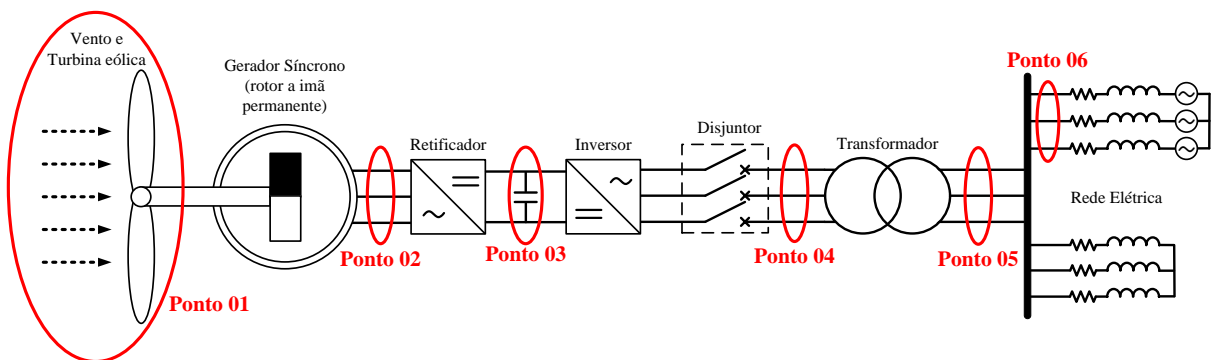 Vento e
Turbina eólica
Gerador Síncrono
(rotor a imã
permanente)
Retificador
Inversor
Disjuntor
Transformador
Ponto 06
Rede Elétrica
Ponto 01
Ponto 02
Ponto 03
Ponto 04
Ponto 05